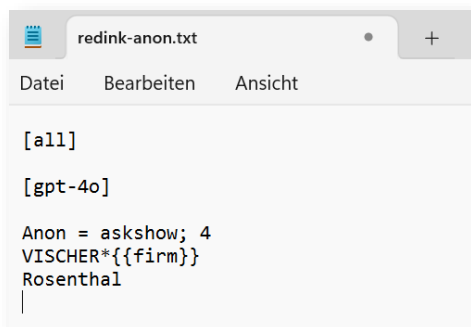 redink-anon.txt
Datei Bearbeiten Ansicht
[all]
[gpt-4o]
Anon = askshow; 4
VISCHER*{{firm}}
Rosenthal